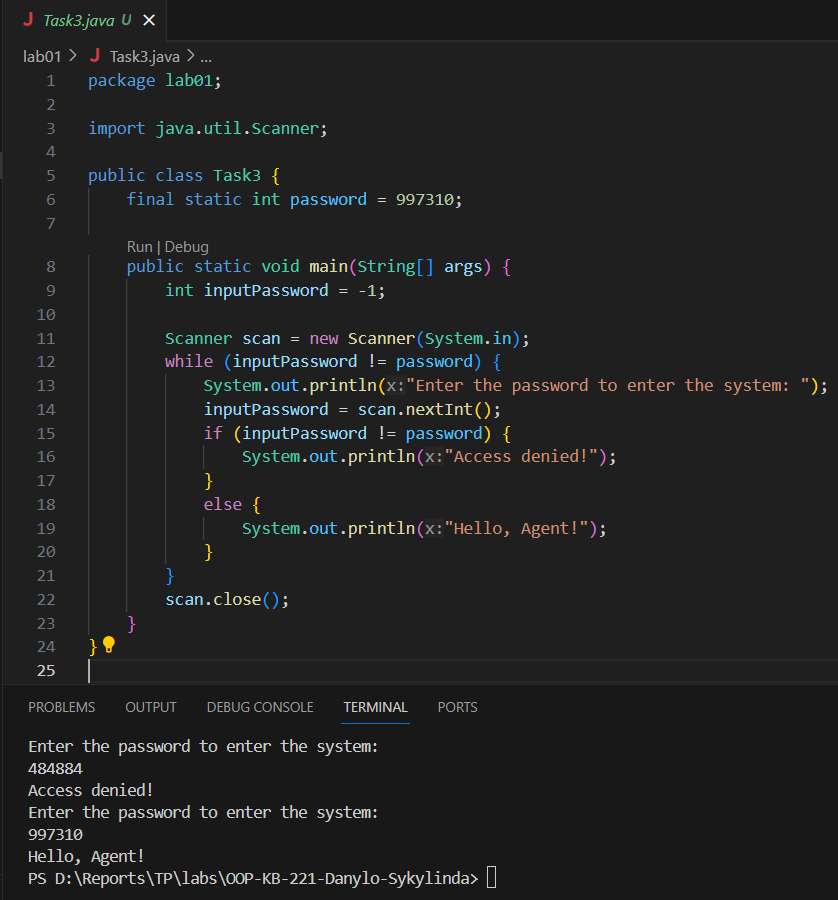 J Task3.java U ✕
lab01 > J Task3.java > ...
1 package lab01;
2
3 import java.util.Scanner;
4
5 public class Task3 {
6     final static int password = 997310;
7
Run | Debug
8     public static void main(String[] args) {
9         int inputPassword = -1;
10
11         Scanner scan = new Scanner(System.in);
12         while (inputPassword != password) {
13             System.out.println(x:"Enter the password to enter the system: ");
14             inputPassword = scan.nextInt();
15             if (inputPassword != password) {
16                 System.out.println(x:"Access denied!");
17             }
18             else {
19                 System.out.println(x:"Hello, Agent!");
20             }
21         }
22         scan.close();
23     }
24 }
25
PROBLEMS OUTPUT DEBUG CONSOLE TERMINAL PORTS
Enter the password to enter the system:
484884
Access denied!
Enter the password to enter the system:
997310
Hello, Agent!
PS D:\Reports\TP\labs\OOP-KB-221-Danylo-Sykylinda>